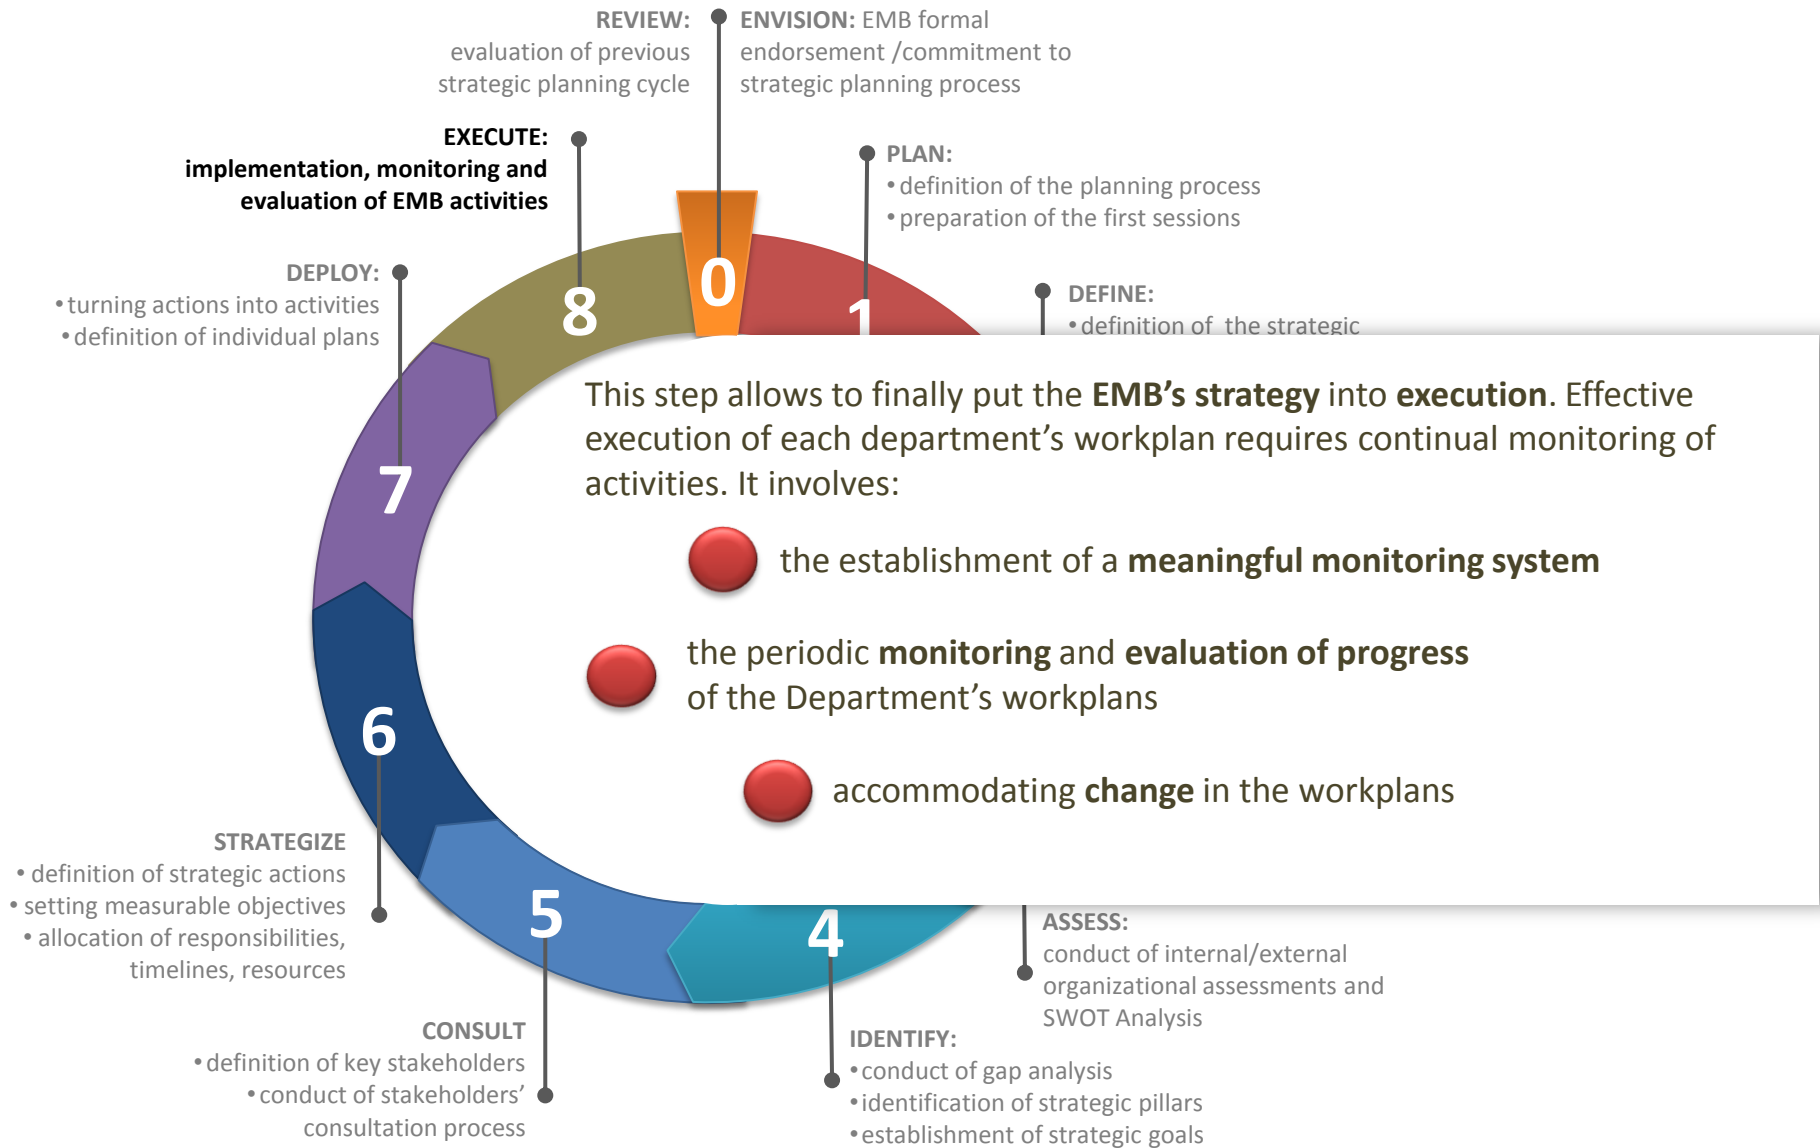 REVIEW:
evaluation of previous
strategic planning cycle
ENVISION: EMB formal
endorsement /commitment to
strategic planning process
EXECUTE:
implementation, monitoring and
evaluation of EMB activities
PLAN:
•definition of the planning process
•preparation of the first sessions
DEPLOY:
•turning actions into activities
•definition of individual plans
DEFINE:
•definition of the strategic
0
1
8
7
6
5
4
This step allows to finally put the EMB’s strategy into execution. Effective
execution of each department’s workplan requires continual monitoring of
activities. It involves:
the establishment of a meaningful monitoring system
the periodic monitoring and evaluation of progress
of the Department’s workplans
accommodating change in the workplans
STRATEGIZE
• definition of strategic actions
• setting measurable objectives
• allocation of responsibilities,
timelines, resources
CONSULT
•definition of key stakeholders
•conduct of stakeholders’
consultation process
IDENTIFY:
•conduct of gap analysis
•identification of strategic pillars
•establishment of strategic goals
ASSESS:
conduct of internal/external
organizational assessments and
SWOT Analysis